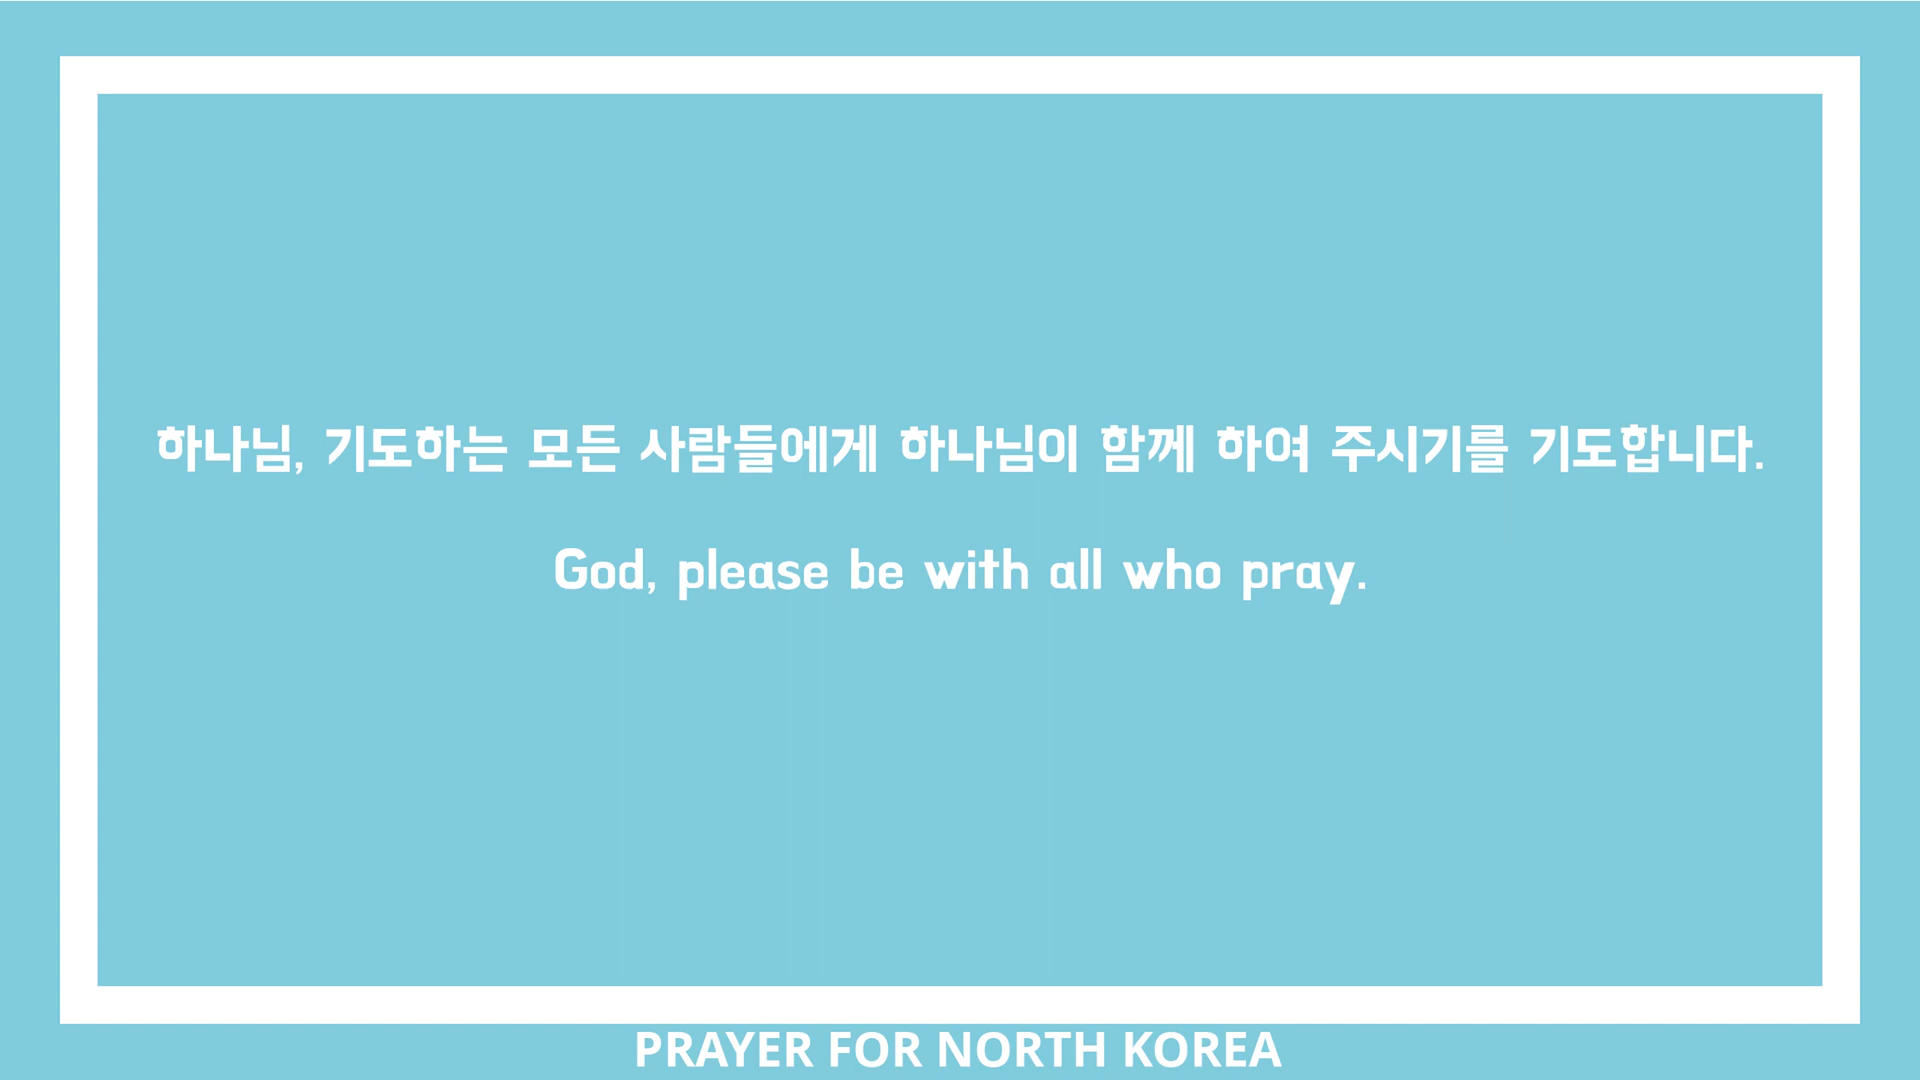 하나님, 기도하는 모든 사람들에게 하나님이 함께 하여 주시기를 기도합니다.
God, please be with all who pray.
PRAYER FOR NORTH KOREA